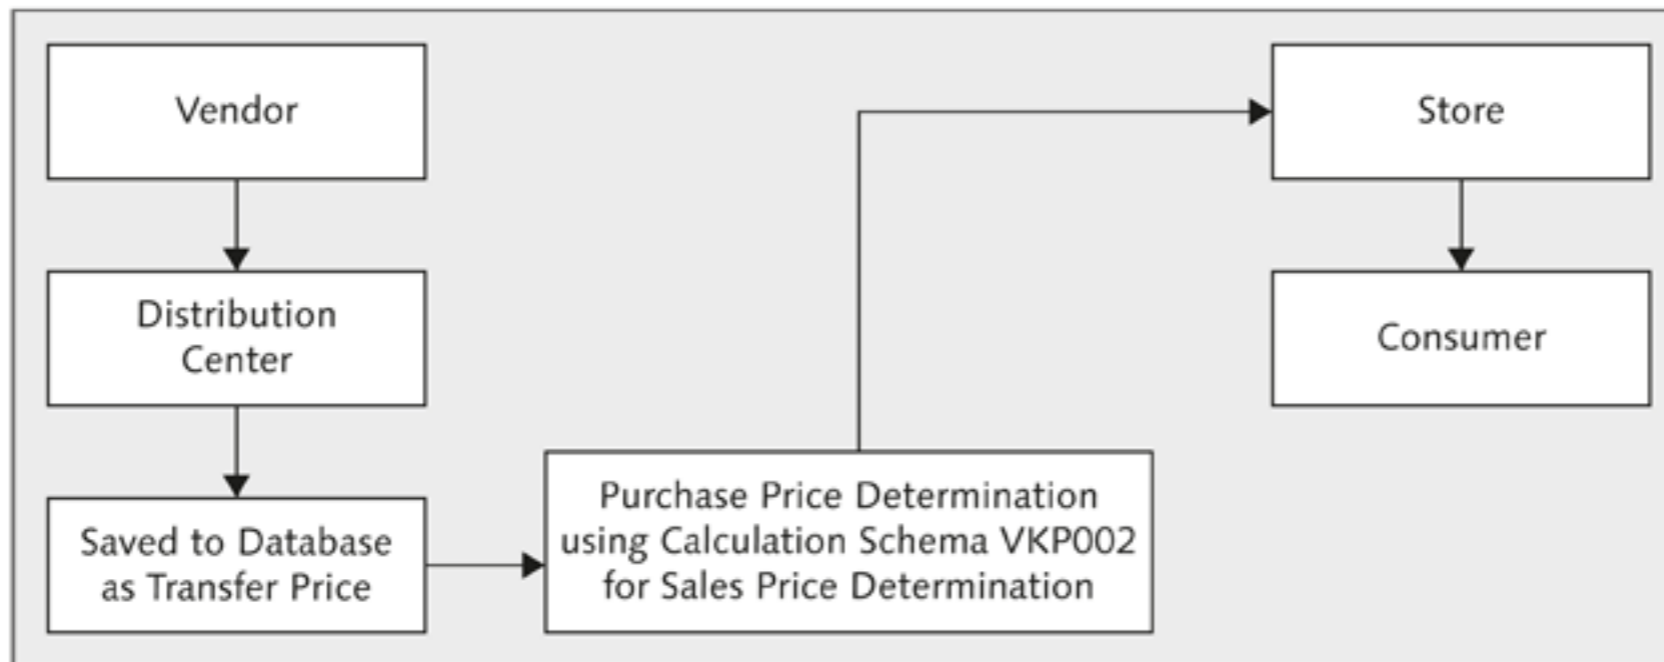 Vendor
Distribution
Center
Saved to Database
as Transfer Price
Purchase Price Determination
using Calculation Schema VKP002
for Sales Price Determination
Store
Consumer